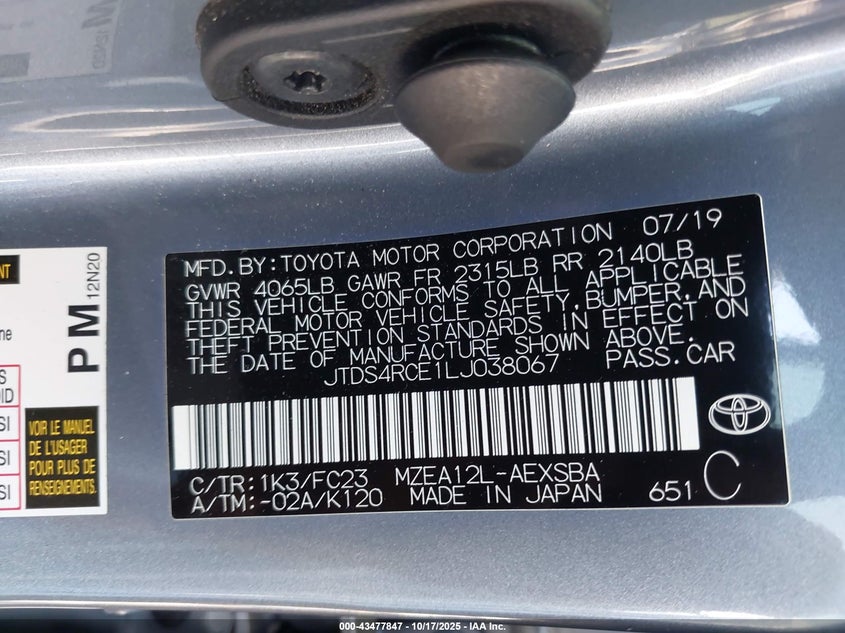 MFD. BY: TOYOTA MOTOR CORPORATION 07/19
GVWR 4065LB GAWR FR 2315LB RR 2140LB
THIS VEHICLE CONFORMS TO ALL APPLICABLE
FEDERAL MOTOR VEHICLE SAFETY, BUMPER, AND
THEFT PREVENTION STANDARDS IN EFFECT ON
THE DATE OF MANUFACTURE SHOWN ABOVE.
JTDS4RCE1LJ038067 PASS.CAR
C/TR: 1K3/FC23 MZEA12L-AEXSBA
A/TM: -02A/K120 MADE IN JAPAN 651 C
PM
12N20
VOIR LE MANUEL
DE L'USAGER
POUR PLUS DE
RENSEIGNEMENTS
000-43477847 - 10/17/2025 - IAA Inc.